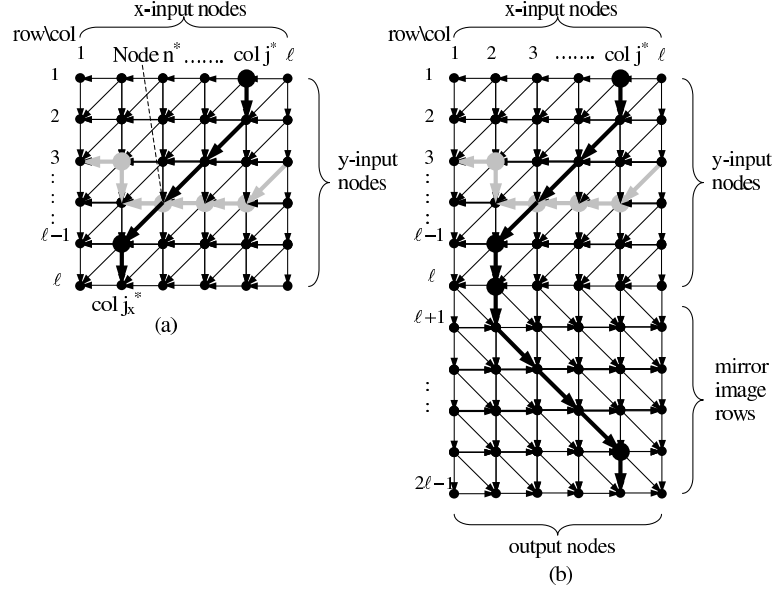 x-input nodes
row\col
1 Node n* ....... col j* ℓ
1
2
3
:
:
:
ℓ−1
ℓ
y-input
nodes
col jx*
(a)
x-input nodes
row\col
1 2 3 ....... col j* ℓ
1
2
3
:
:
:
ℓ−1
ℓ
ℓ+1
:
:
2ℓ−1
y-input
nodes
mirror
image
rows
output nodes
(b)